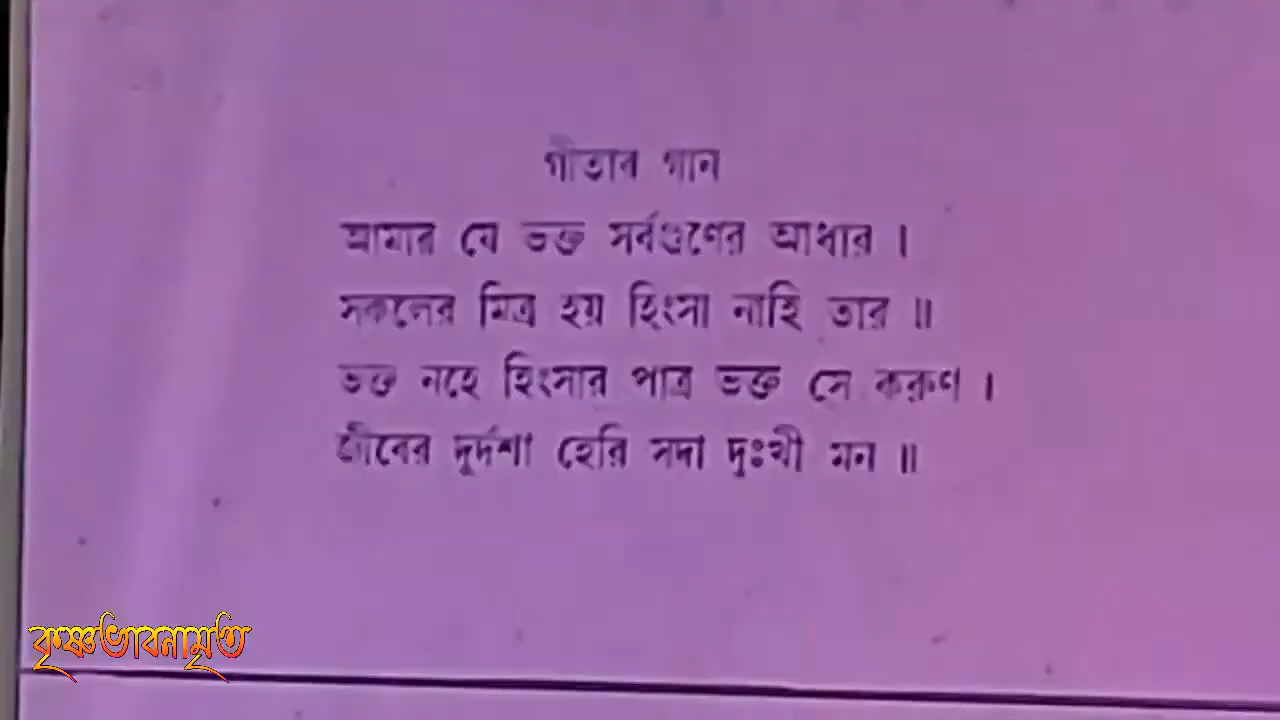 গীতার গান
আমার যে ভক্ত সর্বগুণের আধার ।
সকলের মিত্র হয় হিংসা নাহি তার ॥
ভক্ত নহে হিংসার পাত্র ভক্ত সে করুণ ।
জীবের দুর্দশা হেরি সদা দুঃখী মন ॥
কৃষ্ণভাবনামৃত